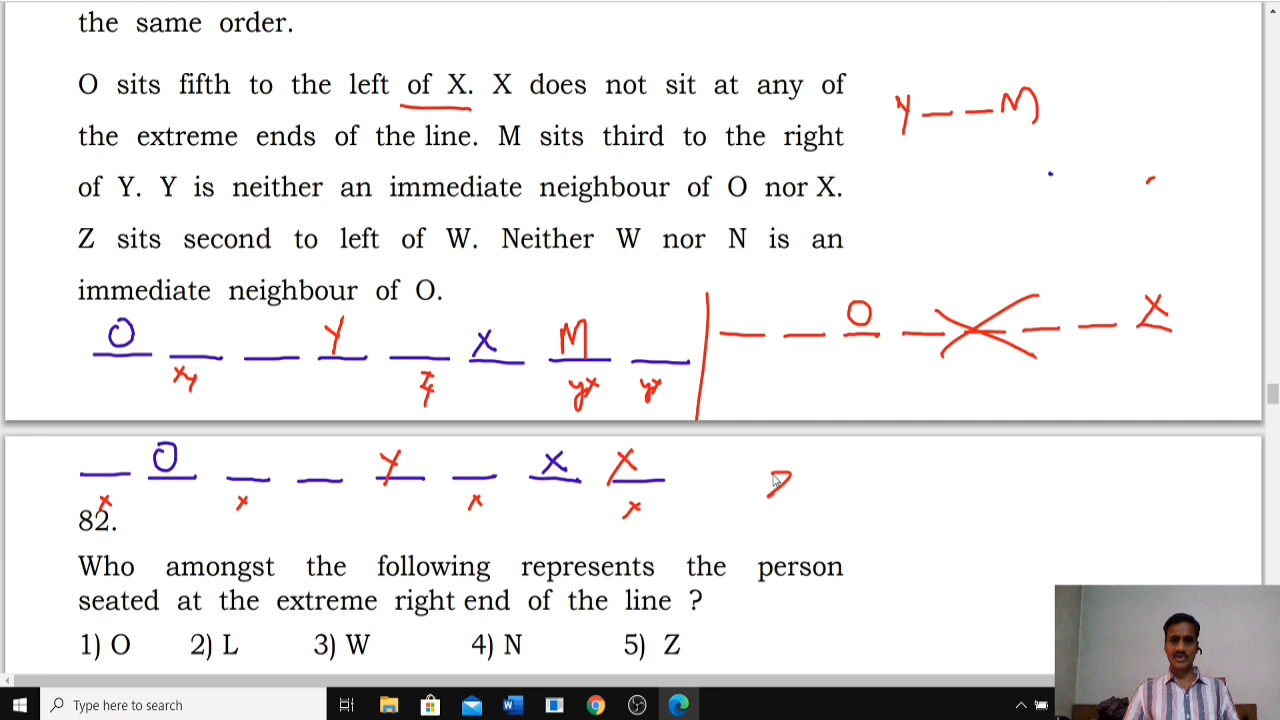 the same order.
O sits fifth to the left of X. X does not sit at any of
the extreme ends of the line. M sits third to the right
of Y. Y is neither an immediate neighbour of O nor X.
Z sits second to left of W. Neither W nor N is an
immediate neighbour of O.
Y _ _ M
O _ _ Y _ X M _
_ _ O _ _ _ _ X
_ O _ _ Y _ X X
x x x x
82.
Who amongst the following represents the person
seated at the extreme right end of the line ?
1) O 2) L 3) W 4) N 5) Z
Type here to search